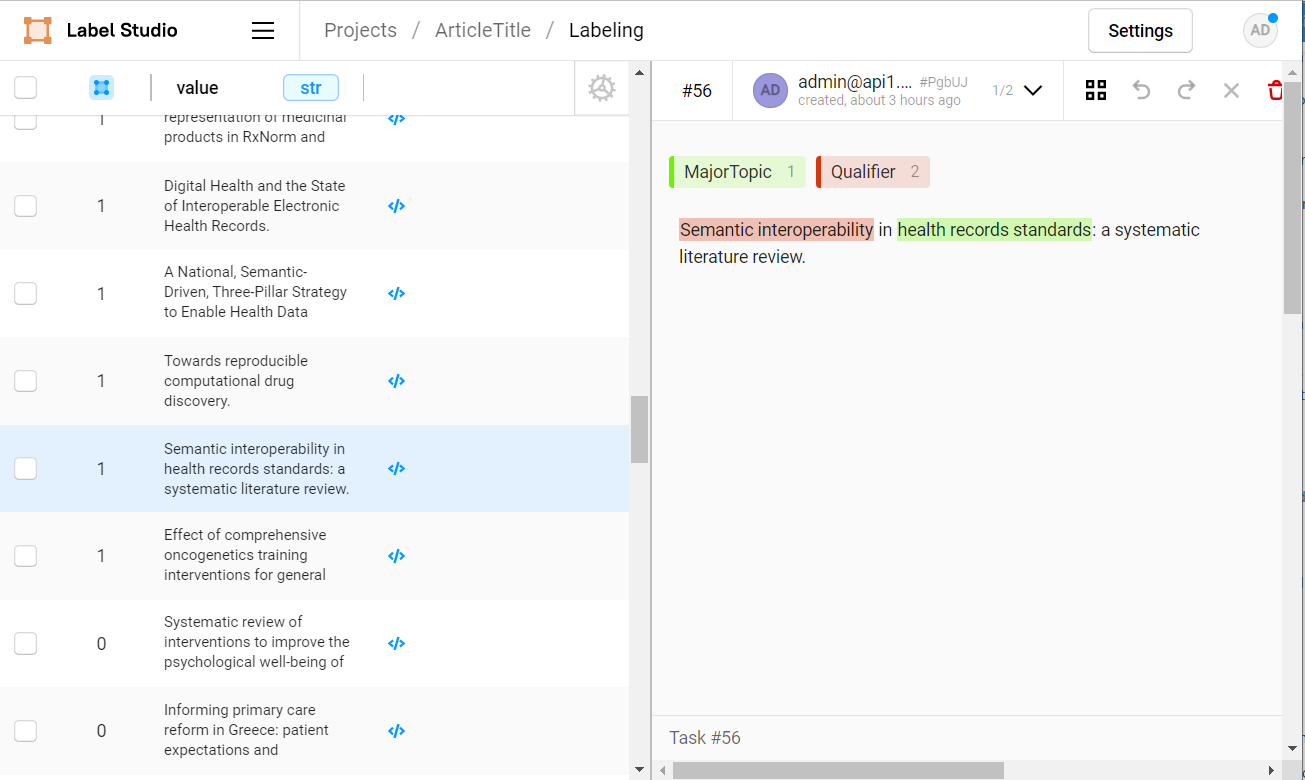 Label Studio
Projects / ArticleTitle / Labeling
Settings
AD
value
str
1
representation of medicinal
products in RxNorm and
</>
1
Digital Health and the State
of Interoperable Electronic
Health Records.
</>
1
A National, Semantic-
Driven, Three-Pillar Strategy
to Enable Health Data
</>
1
Towards reproducible
computational drug
discovery.
</>
1
Semantic interoperability in
health records standards: a
systematic literature review.
</>
1
Effect of comprehensive
oncogenetics training
interventions for general
</>
0
Systematic review of
interventions to improve the
psychological well-being of
</>
0
Informing primary care
reform in Greece: patient
expectations and
</>
#56
AD
admin@api1.... #PgbUJ
created, about 3 hours ago
1/2
MajorTopic 1
Qualifier 2
Semantic interoperability in health records standards: a systematic
literature review.
Task #56